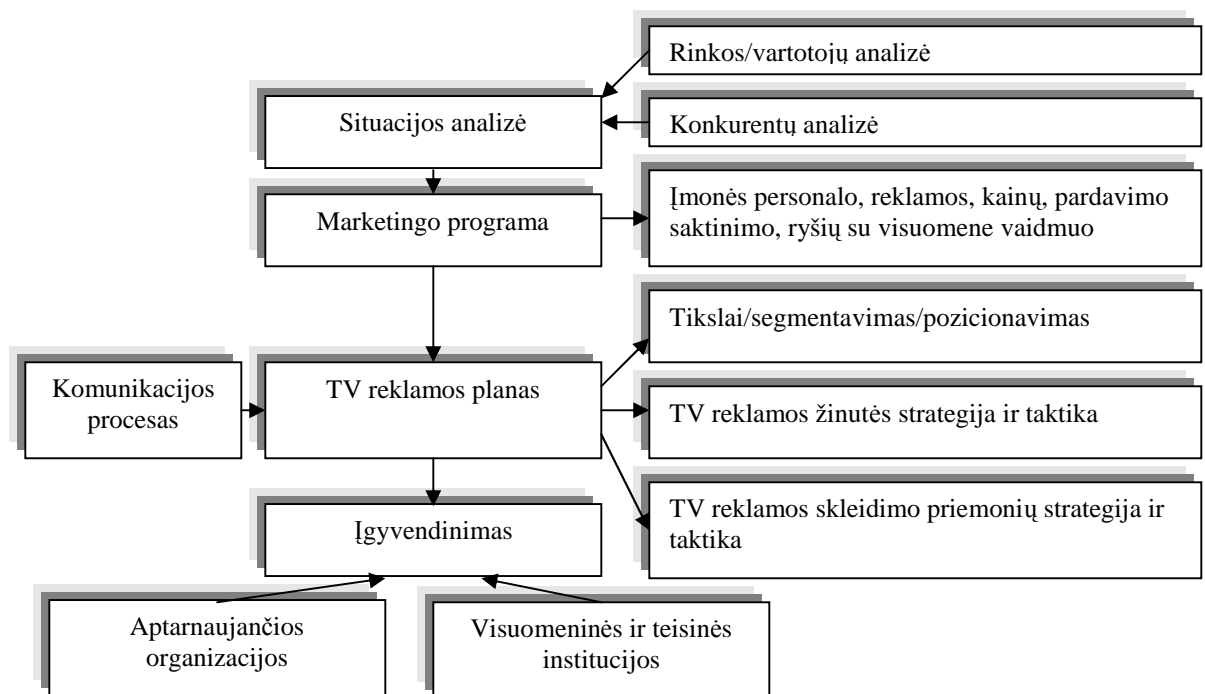 Rinkos/vartotojų analizė
Situacijos analizė
Konkurentų analizė
Marketingo programa
Įmonės personalo, reklamos, kainų, pardavimo
saktinimo, ryšių su visuomene vaidmuo
Tikslai/segmentavimas/pozicionavimas
Komunikacijos
procesas
TV reklamos planas
TV reklamos žinutės strategija ir taktika
TV reklamos skleidimo priemonių strategija ir
taktika
Įgyvendinimas
Aptarnaujančios
organizacijos
Visuomeninės ir teisinės
institucijos